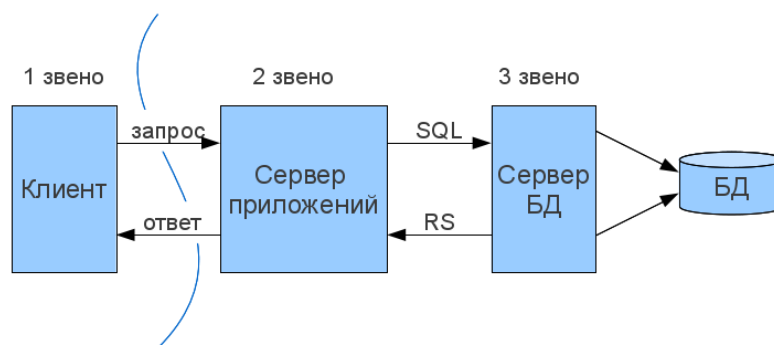 1 звено
2 звено
3 звено
запрос
SQL
Клиент
Сервер
приложений
Сервер
БД
БД
ответ
RS